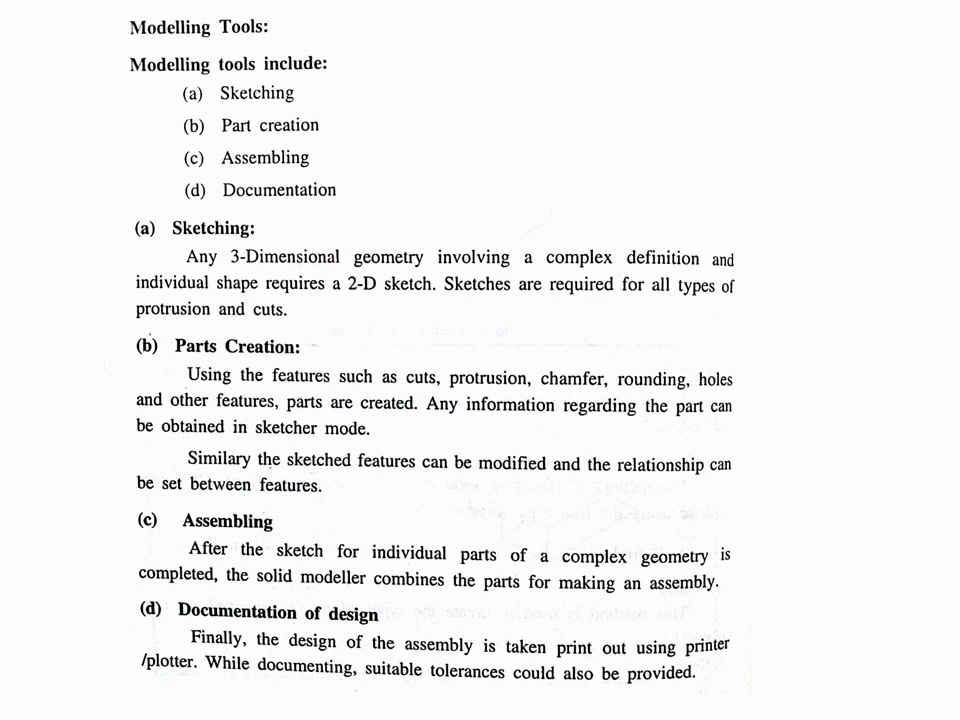 Modelling Tools:
Modelling tools include:
(a) Sketching
(b) Part creation
(c) Assembling
(d) Documentation
(a) Sketching:
Any 3-Dimensional geometry involving a complex definition and
individual shape requires a 2-D sketch. Sketches are required for all types of
protrusion and cuts.
(b) Parts Creation:
Using the features such as cuts, protrusion, chamfer, rounding, holes
and other features, parts are created. Any information regarding the part can
be obtained in sketcher mode.
Similary the sketched features can be modified and the relationship can
be set between features.
(c) Assembling
After the sketch for individual parts of a complex geometry is
completed, the solid modeller combines the parts for making an assembly.
(d) Documentation of design
Finally, the design of the assembly is taken print out using printer
/plotter. While documenting, suitable tolerances could also be provided.